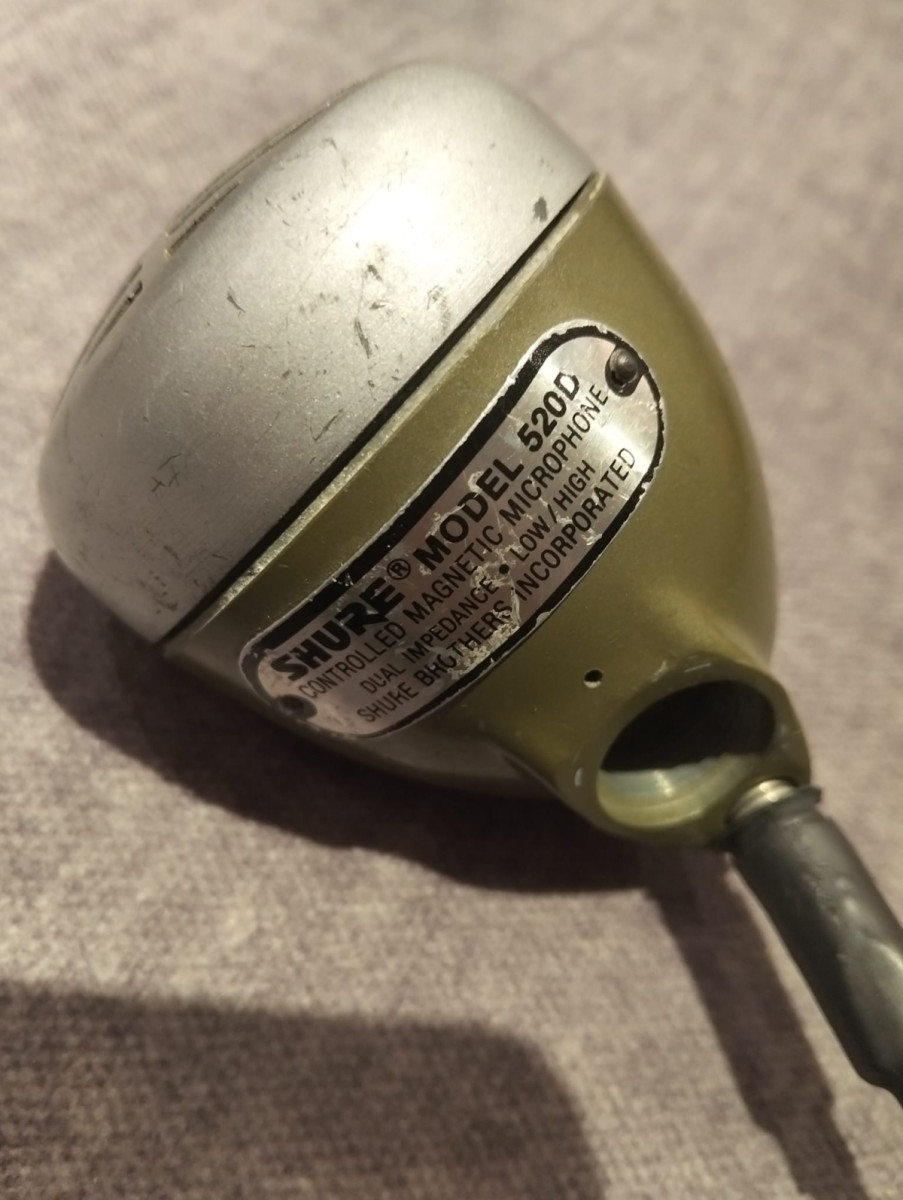 SHURE® MODEL 520D
CONTROLLED MAGNETIC MICROPHONE
DUAL IMPEDANCE • LOW/HIGH
SHURE BROTHERS INCORPORATED